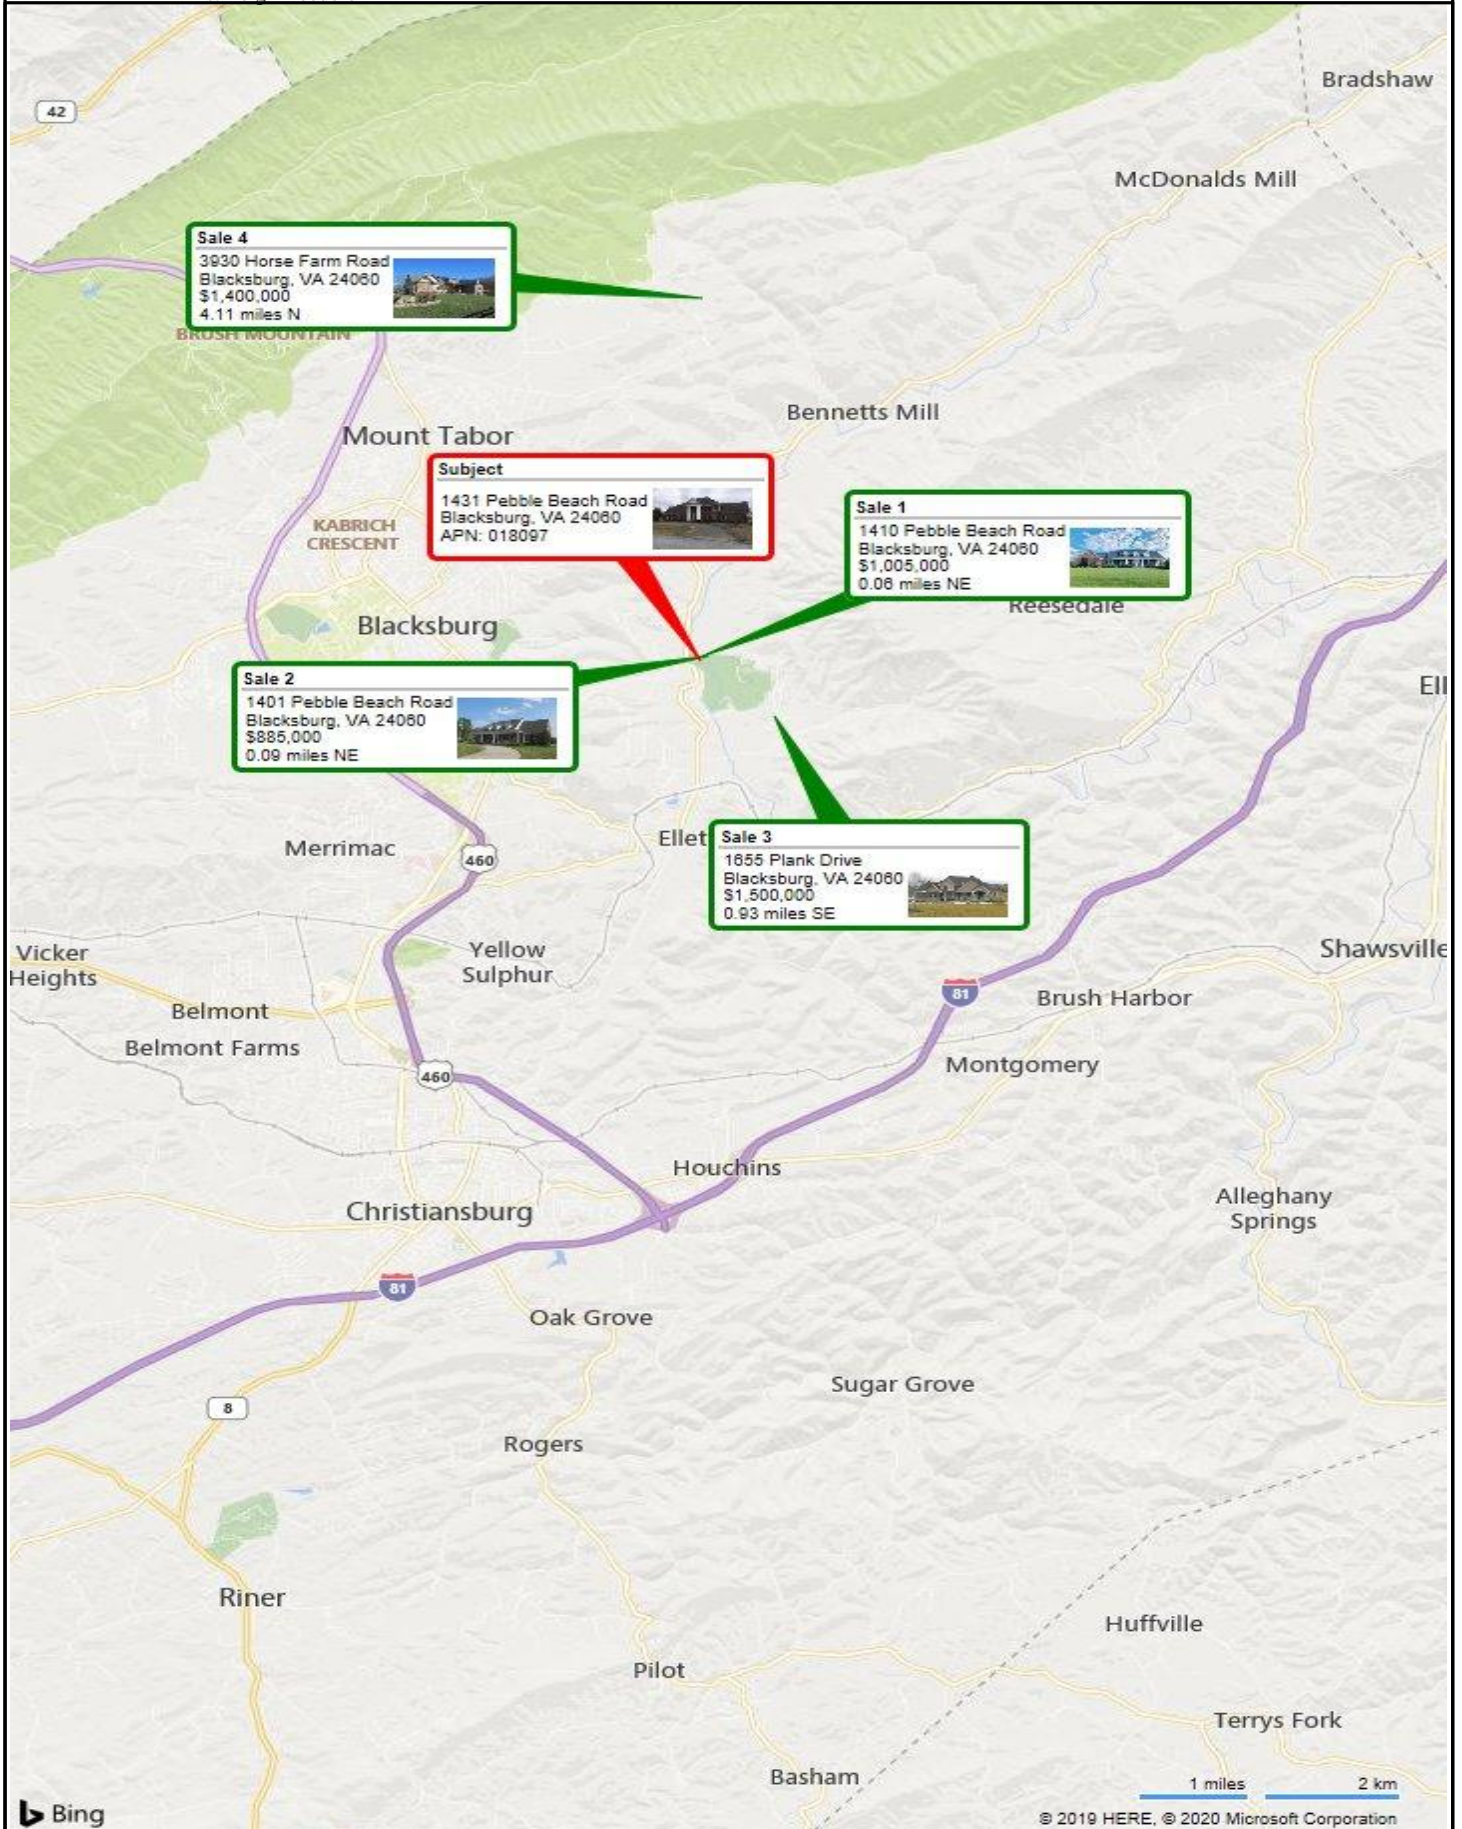 Bradshaw
42
McDonalds Mill
Sale 4
3930 Horse Farm Road
Blacksburg, VA 24060
$1,400,000
4.11 miles N
BRUSH MOUNTAIN
Bennetts Mill
Mount Tabor
Subject
1431 Pebble Beach Road
Blacksburg, VA 24060
APN: 018097
Sale 1
1410 Pebble Beach Road
Blacksburg, VA 24060
$1,005,000
0.06 miles NE
KABRICH
CRESCENT
Reesedale
Blacksburg
Sale 2
1401 Pebble Beach Road
Blacksburg, VA 24060
$885,000
0.09 miles NE
Ell
Merrimac
460
Ellet
Sale 3
1655 Plank Drive
Blacksburg, VA 24060
$1,500,000
0.93 miles SE
Vicker
Heights
Yellow
Sulphur
Shawsville
81
Brush Harbor
Belmont
Belmont Farms
460
Montgomery
Houchins
Christiansburg
Alleghany
Springs
81
Oak Grove
Sugar Grove
8
Rogers
Riner
Huffville
Pilot
Terrys Fork
Basham
1 miles 2 km
Bing
© 2019 HERE, © 2020 Microsoft Corporation